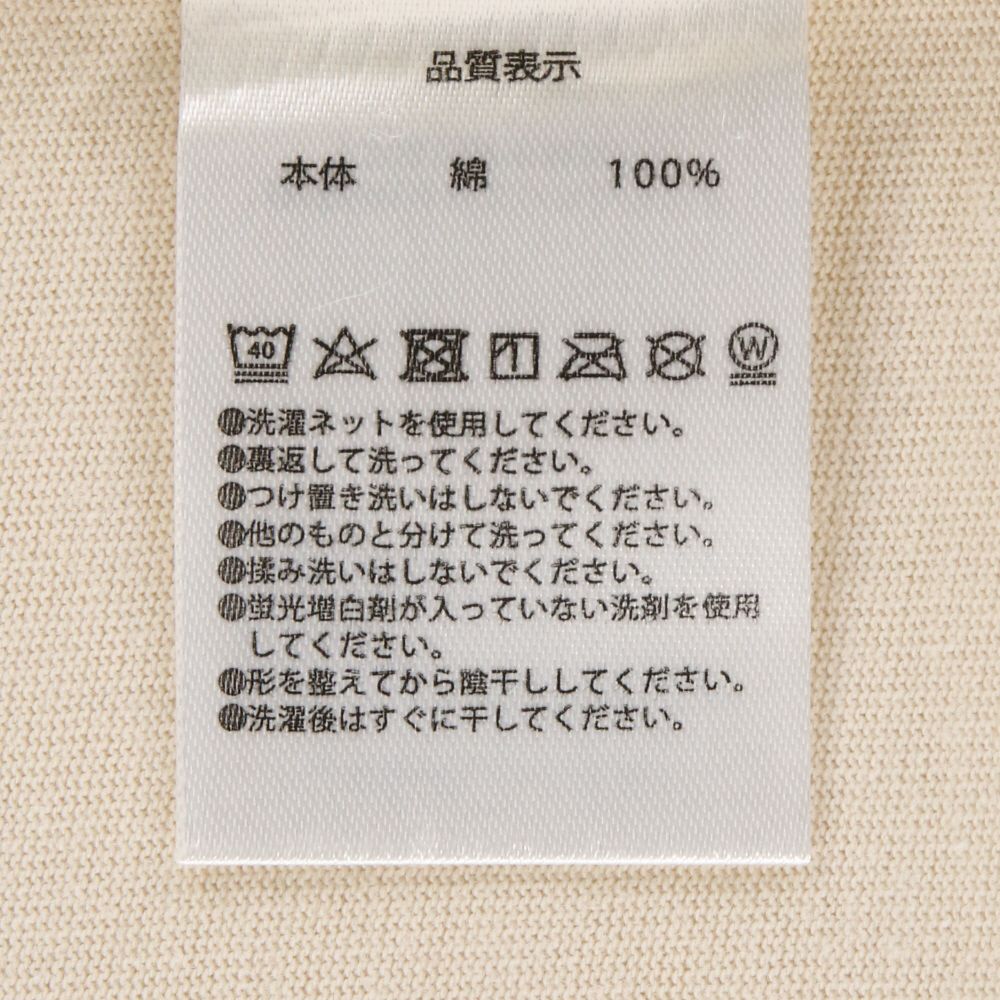 品質表示
本体 綿 100%
40 W
●洗濯ネットを使用してください。
●裏返して洗ってください。
●つけ置き洗いはしないでください。
●他のものと分けて洗ってください。
●揉み洗いはしないでください。
●蛍光増白剤が入っていない洗剤を使用
してください。
●形を整えてから陰干ししてください。
●洗濯後はすぐに干してください。